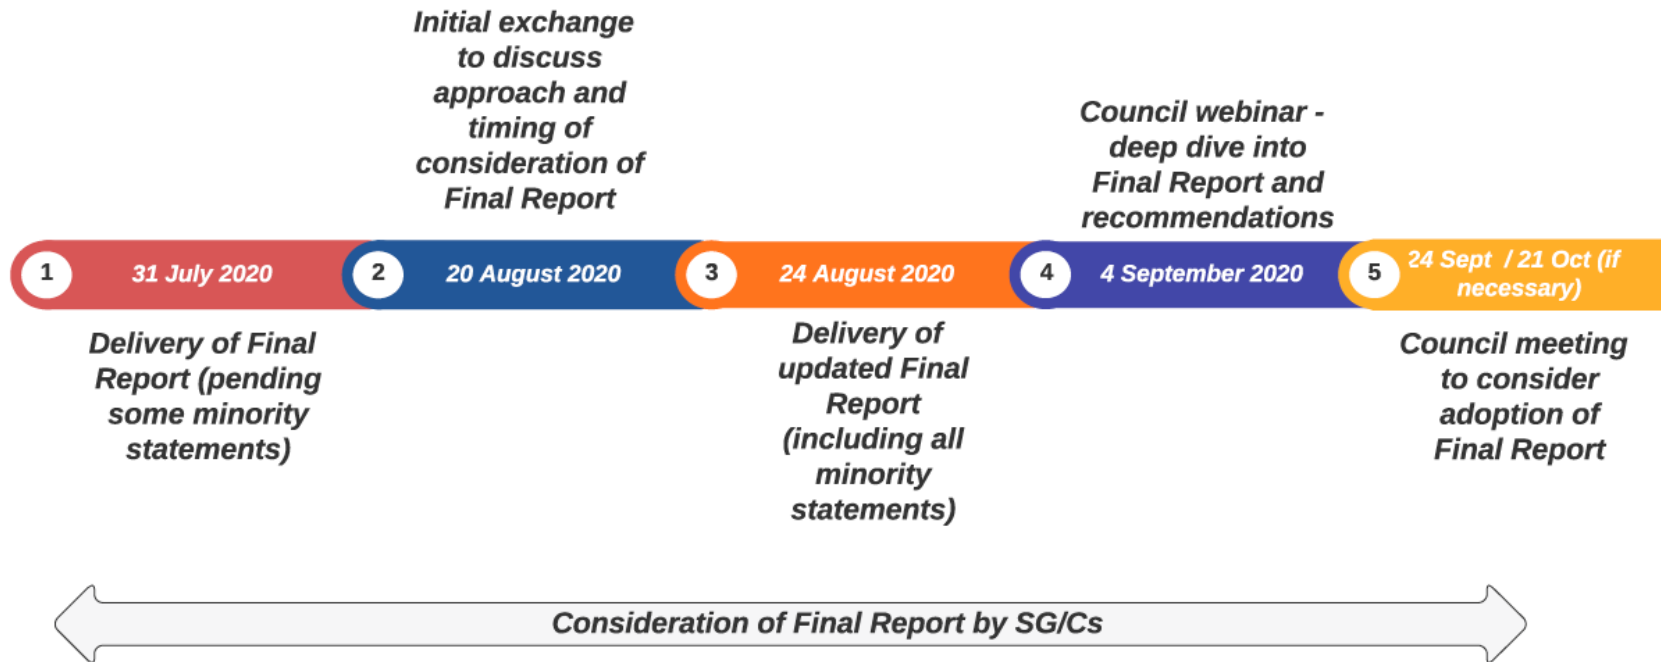 Initial exchange
to discuss
approach and
timing of
consideration of
Final Report
Council webinar -
deep dive into
Final Report and
recommendations
1
31 July 2020
2
20 August 2020
3
24 August 2020
4
4 September 2020
5
24 Sept / 21 Oct (if
necessary)
Delivery of Final
Report (pending
some minority
statements)
Delivery of
updated Final
Report
(including all
minority
statements)
Council meeting
to consider
adoption of
Final Report
Consideration of Final Report by SG/Cs